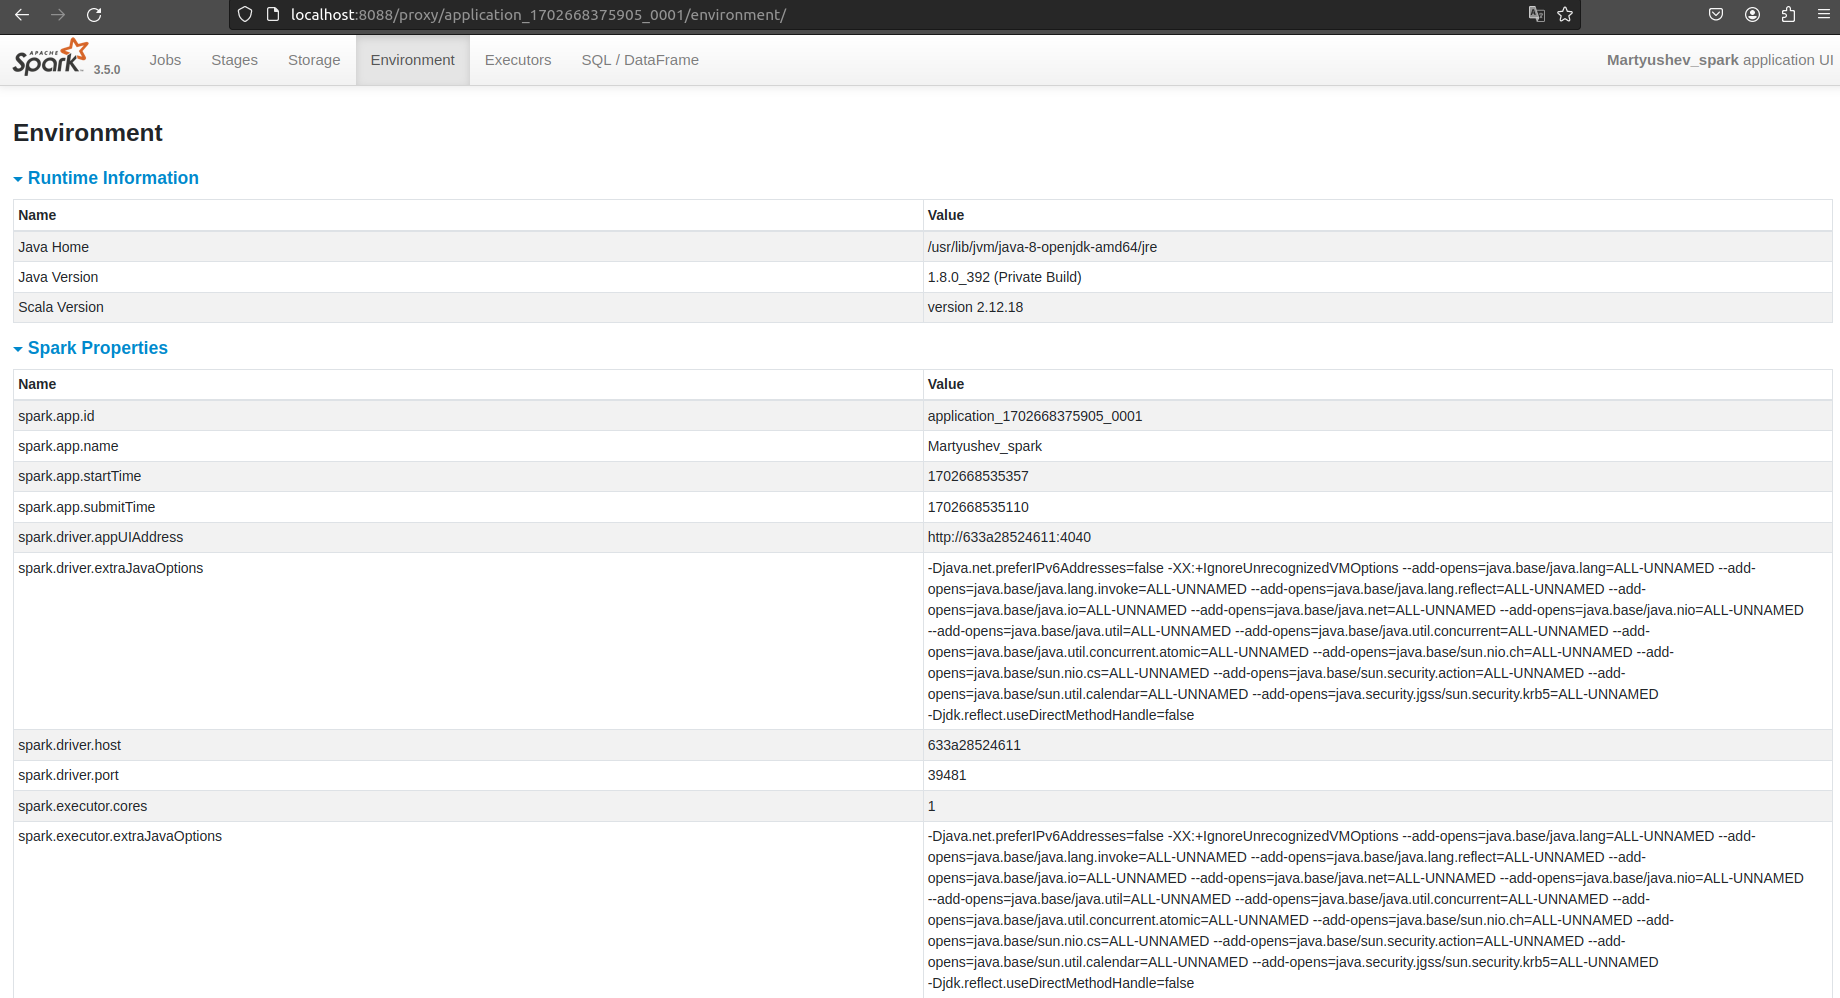 localhost:8088/proxy/application_1702668375905_0001/environment/
APACHE
Spark 3.5.0 Jobs Stages Storage Environment Executors SQL / DataFrame Martyushev_spark application UI
Environment
Runtime Information
Name Value
Java Home /usr/lib/jvm/java-8-openjdk-amd64/jre
Java Version 1.8.0_392 (Private Build)
Scala Version version 2.12.18
Spark Properties
Name Value
spark.app.id application_1702668375905_0001
spark.app.name Martyushev_spark
spark.app.startTime 1702668535357
spark.app.submitTime 1702668535110
spark.driver.appUIAddress http://633a28524611:4040
spark.driver.extraJavaOptions -Djava.net.preferIPv6Addresses=false -XX:+IgnoreUnrecognizedVMOptions --add-opens=java.base/java.lang=ALL-UNNAMED --add-
opens=java.base/java.lang.invoke=ALL-UNNAMED --add-opens=java.base/java.lang.reflect=ALL-UNNAMED --add-
opens=java.base/java.io=ALL-UNNAMED --add-opens=java.base/java.net=ALL-UNNAMED --add-opens=java.base/java.nio=ALL-UNNAMED
--add-opens=java.base/java.util=ALL-UNNAMED --add-opens=java.base/java.util.concurrent=ALL-UNNAMED --add-
opens=java.base/java.util.concurrent.atomic=ALL-UNNAMED --add-opens=java.base/sun.nio.ch=ALL-UNNAMED --add-
opens=java.base/sun.nio.cs=ALL-UNNAMED --add-opens=java.base/sun.security.action=ALL-UNNAMED --add-
opens=java.base/sun.util.calendar=ALL-UNNAMED --add-opens=java.security.jgss/sun.security.krb5=ALL-UNNAMED
-Djdk.reflect.useDirectMethodHandle=false
spark.driver.host 633a28524611
spark.driver.port 39481
spark.executor.cores 1
spark.executor.extraJavaOptions -Djava.net.preferIPv6Addresses=false -XX:+IgnoreUnrecognizedVMOptions --add-opens=java.base/java.lang=ALL-UNNAMED --add-
opens=java.base/java.lang.invoke=ALL-UNNAMED --add-opens=java.base/java.lang.reflect=ALL-UNNAMED --add-
opens=java.base/java.io=ALL-UNNAMED --add-opens=java.base/java.net=ALL-UNNAMED --add-opens=java.base/java.nio=ALL-UNNAMED
--add-opens=java.base/java.util=ALL-UNNAMED --add-opens=java.base/java.util.concurrent=ALL-UNNAMED --add-
opens=java.base/java.util.concurrent.atomic=ALL-UNNAMED --add-opens=java.base/sun.nio.ch=ALL-UNNAMED --add-
opens=java.base/sun.nio.cs=ALL-UNNAMED --add-opens=java.base/sun.security.action=ALL-UNNAMED --add-
opens=java.base/sun.util.calendar=ALL-UNNAMED --add-opens=java.security.jgss/sun.security.krb5=ALL-UNNAMED
-Djdk.reflect.useDirectMethodHandle=false